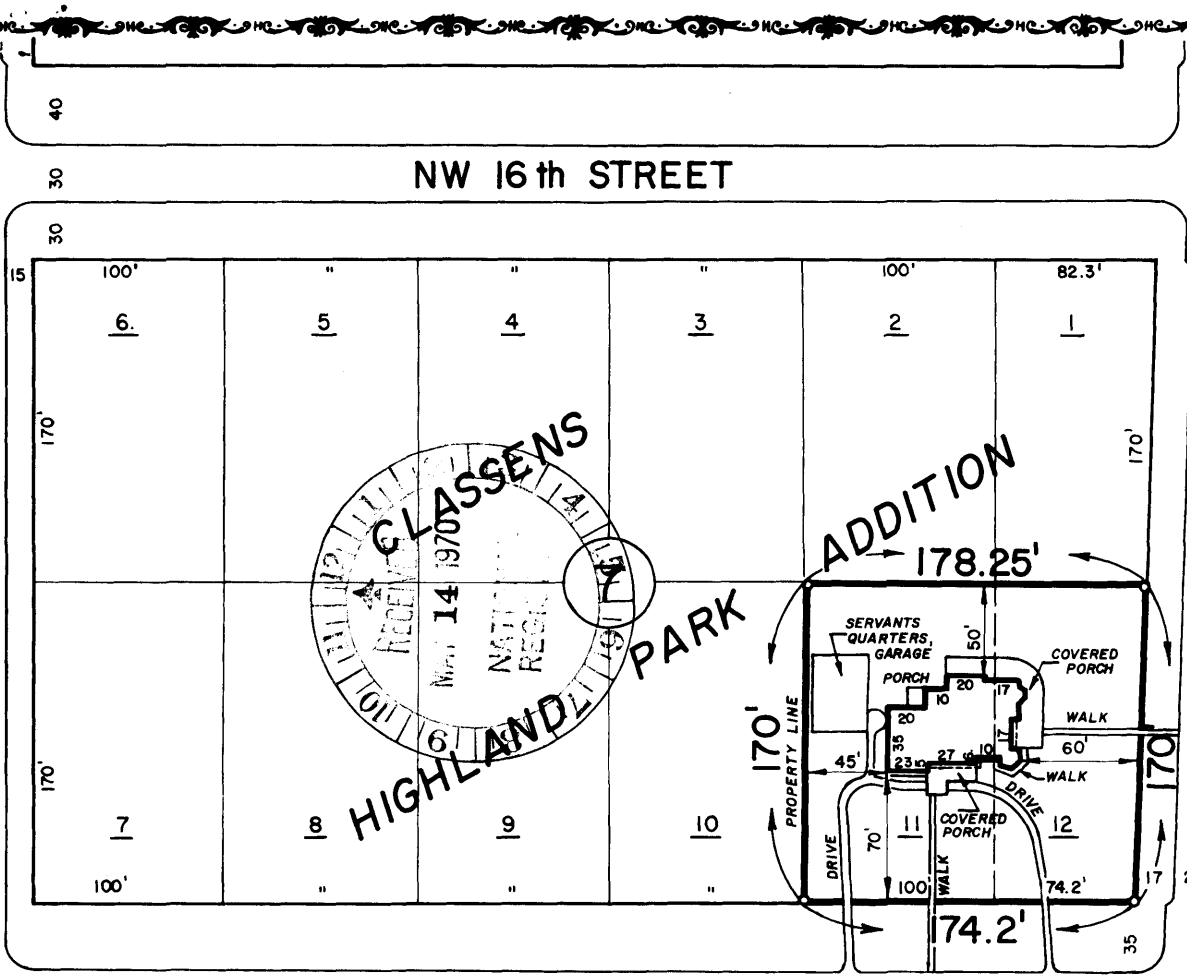 40
30
NW 16th STREET
30
15 100' " " " 100' 82.3'
6. 5 4 3 2 1
170' 170'
CLASSENS
HIGHLAND PARK
ADDITION
7
14 1970
178.25'
170'
PROPERTY LINE
SERVANTS
QUARTERS,
GARAGE
PORCH
50'
COVERED
PORCH
20 17
10
20
35
17
WALK
60'
170'
45'
23 5 27 6 10
WALK
DRIVE
COVERED
PORCH
170'
7 8 9 10 11 12
70'
DRIVE
WALK
100' " " " 100' 74.2'
17
174.2'
35